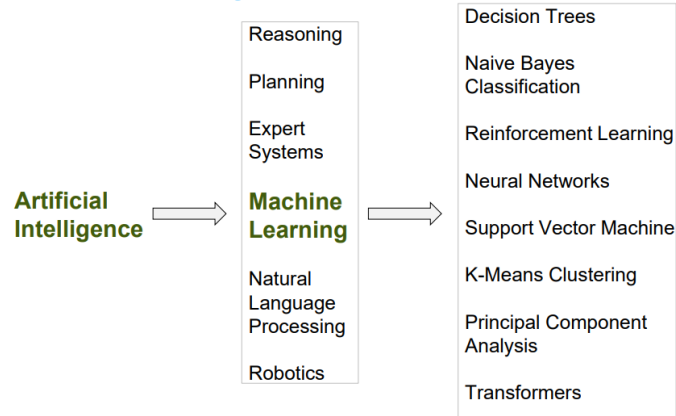 Artificial
Intelligence
Reasoning
Planning
Expert
Systems
Machine
Learning
Natural
Language
Processing
Robotics
Decision Trees
Naive Bayes
Classification
Reinforcement Learning
Neural Networks
Support Vector Machine
K-Means Clustering
Principal Component
Analysis
Transformers